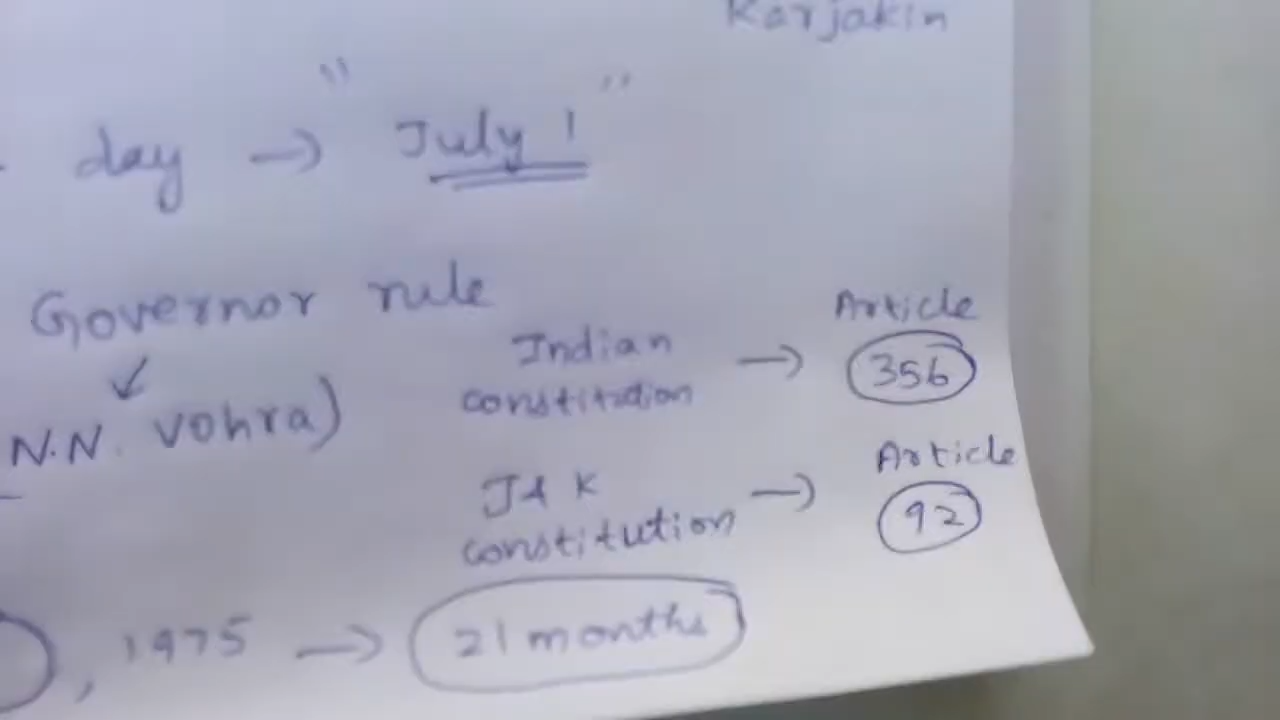 Karjakin
day → "July 1"
Governor rule
Indian constitution → Article 356
N.N. Vohra)
J & K constitution → Article 92
, 1975 → 21 months